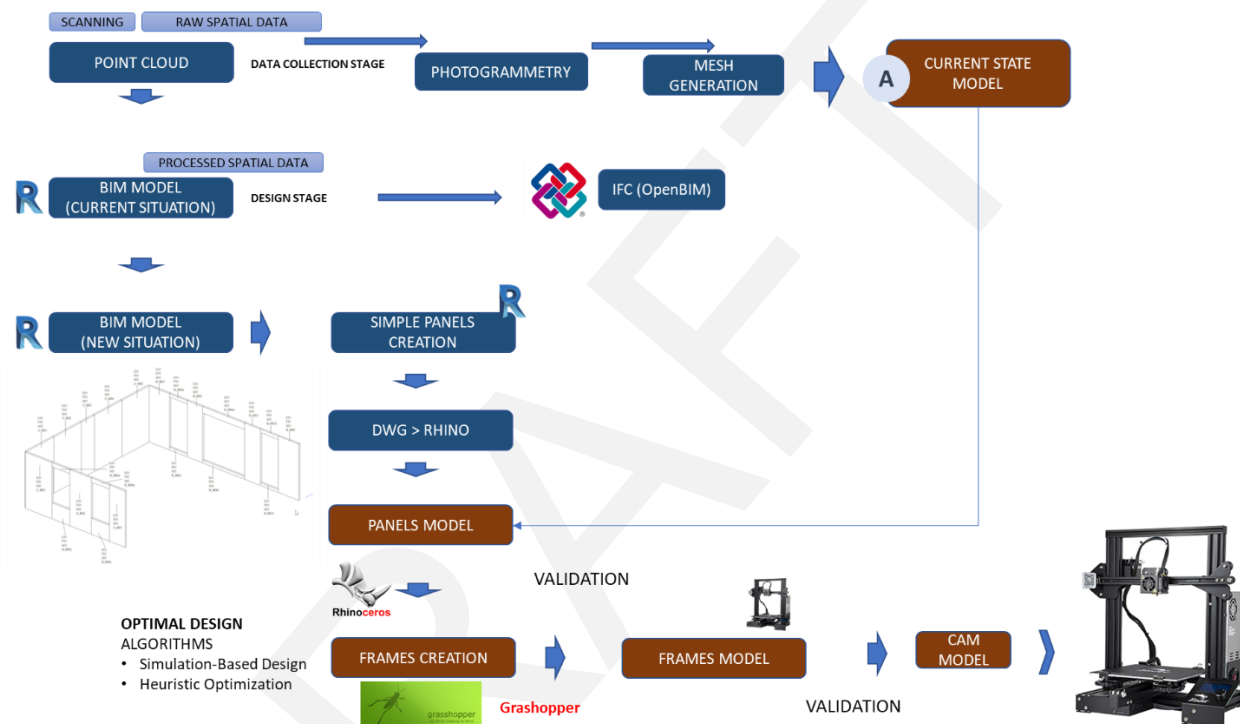 SCANNING
RAW SPATIAL DATA
POINT CLOUD
DATA COLLECTION STAGE
PHOTOGRAMMETRY
MESH
GENERATION
A
CURRENT STATE
MODEL
PROCESSED SPATIAL DATA
R
BIM MODEL
(CURRENT SITUATION)
DESIGN STAGE
®
IFC (OpenBIM)
R
BIM MODEL
(NEW SITUATION)
R
SIMPLE PANELS
CREATION
DWG > RHINO
PANELS MODEL
VALIDATION
Rhinoceros
OPTIMAL DESIGN
ALGORITHMS
• Simulation-Based Design
• Heuristic Optimization
FRAMES CREATION
FRAMES MODEL
CAM
MODEL
grasshopper
Grashopper
VALIDATION
DRAFT